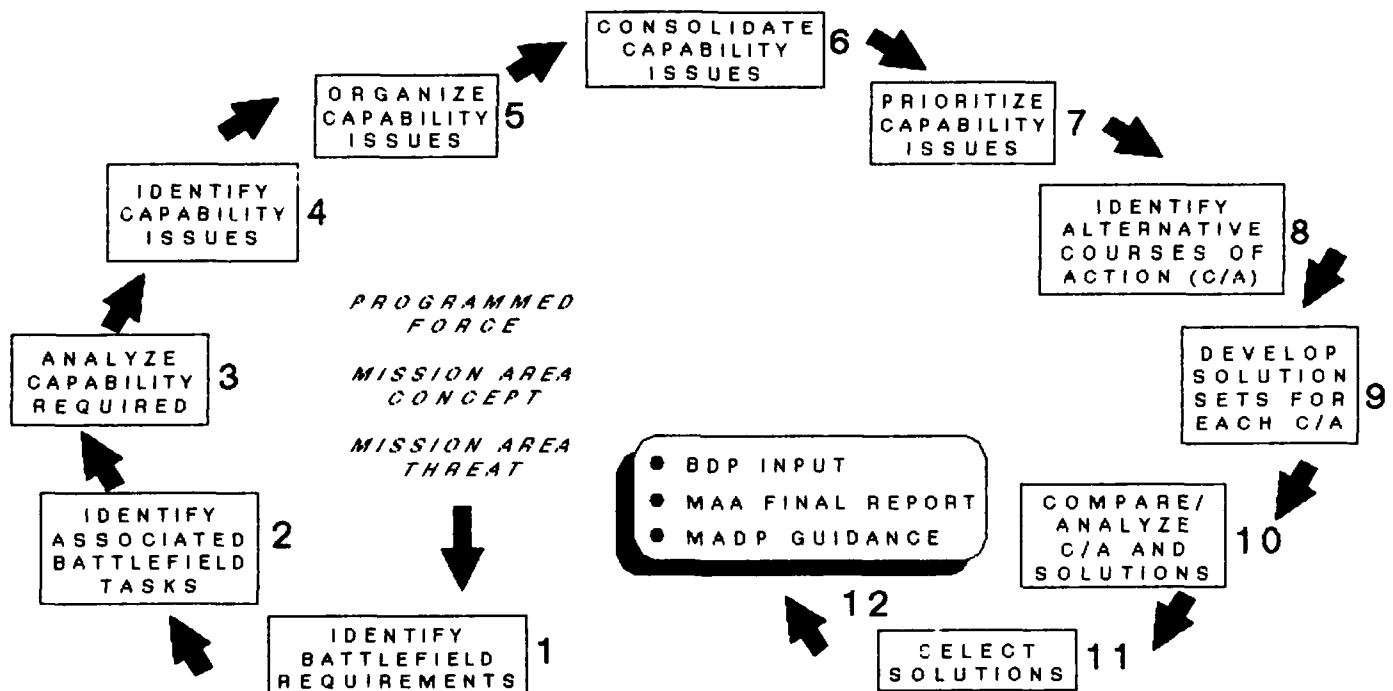 PROGRAMMED
FORCE
MISSION AREA
CONCEPT
MISSION AREA
THREAT
IDENTIFY
BATTLEFIELD
REQUIREMENTS
1
IDENTIFY
ASSOCIATED
BATTLEFIELD
TASKS
2
ANALYZE
CAPABILITY
REQUIRED
3
IDENTIFY
CAPABILITY
ISSUES
4
ORGANIZE
CAPABILITY
ISSUES
5
CONSOLIDATE
CAPABILITY
ISSUES
6
PRIORITIZE
CAPABILITY
ISSUES
7
IDENTIFY
ALTERNATIVE
COURSES OF
ACTION (C/A)
8
DEVELOP
SOLUTION
SETS FOR
EACH C/A
9
COMPARE/
ANALYZE
C/A AND
SOLUTIONS
10
SELECT
SOLUTIONS
11
12
• BDP INPUT
• MAA FINAL REPORT
• MADP GUIDANCE